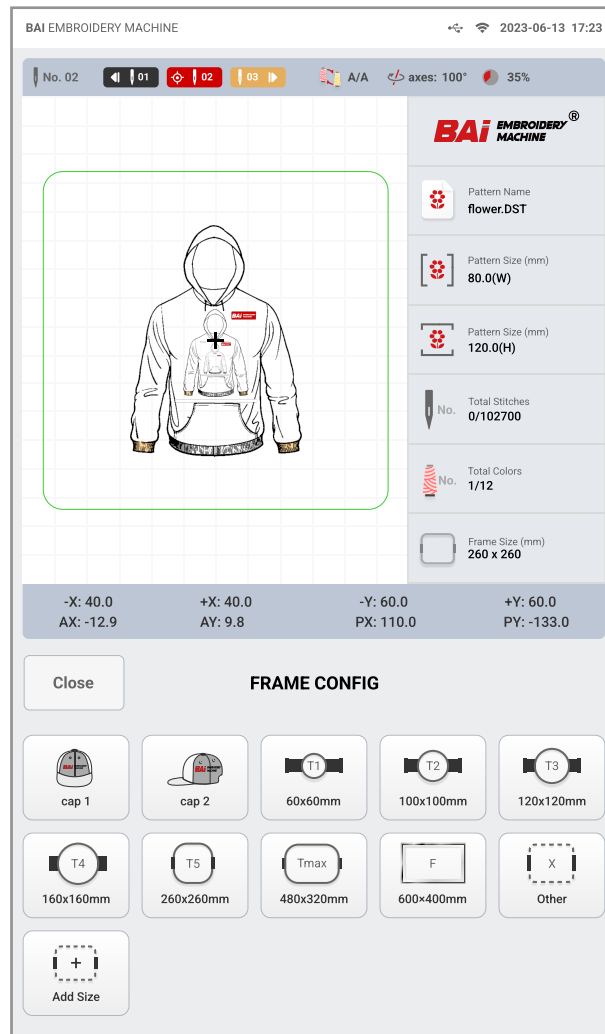 BAI EMBROIDERY MACHINE 2023-06-13 17:23
No. 02 01 02 03 A/A axes: 100° 35%
BAi EMBROIDERY MACHINE ®
Pattern Name
flower.DST
Pattern Size (mm)
80.0(W)
Pattern Size (mm)
120.0(H)
Total Stitches
No. 0/102700
Total Colors
No. 1/12
Frame Size (mm)
260 x 260
BAi
-X: 40.0 +X: 40.0 -Y: 60.0 +Y: 60.0
AX: -12.9 AY: 9.8 PX: 110.0 PY: -133.0
Close FRAME CONFIG
BAi BAi T1 T2 T3
cap 1 cap 2 60x60mm 100x100mm 120x120mm
T4 T5 Tmax F X
160x160mm 260x260mm 480x320mm 600×400mm Other
+
Add Size